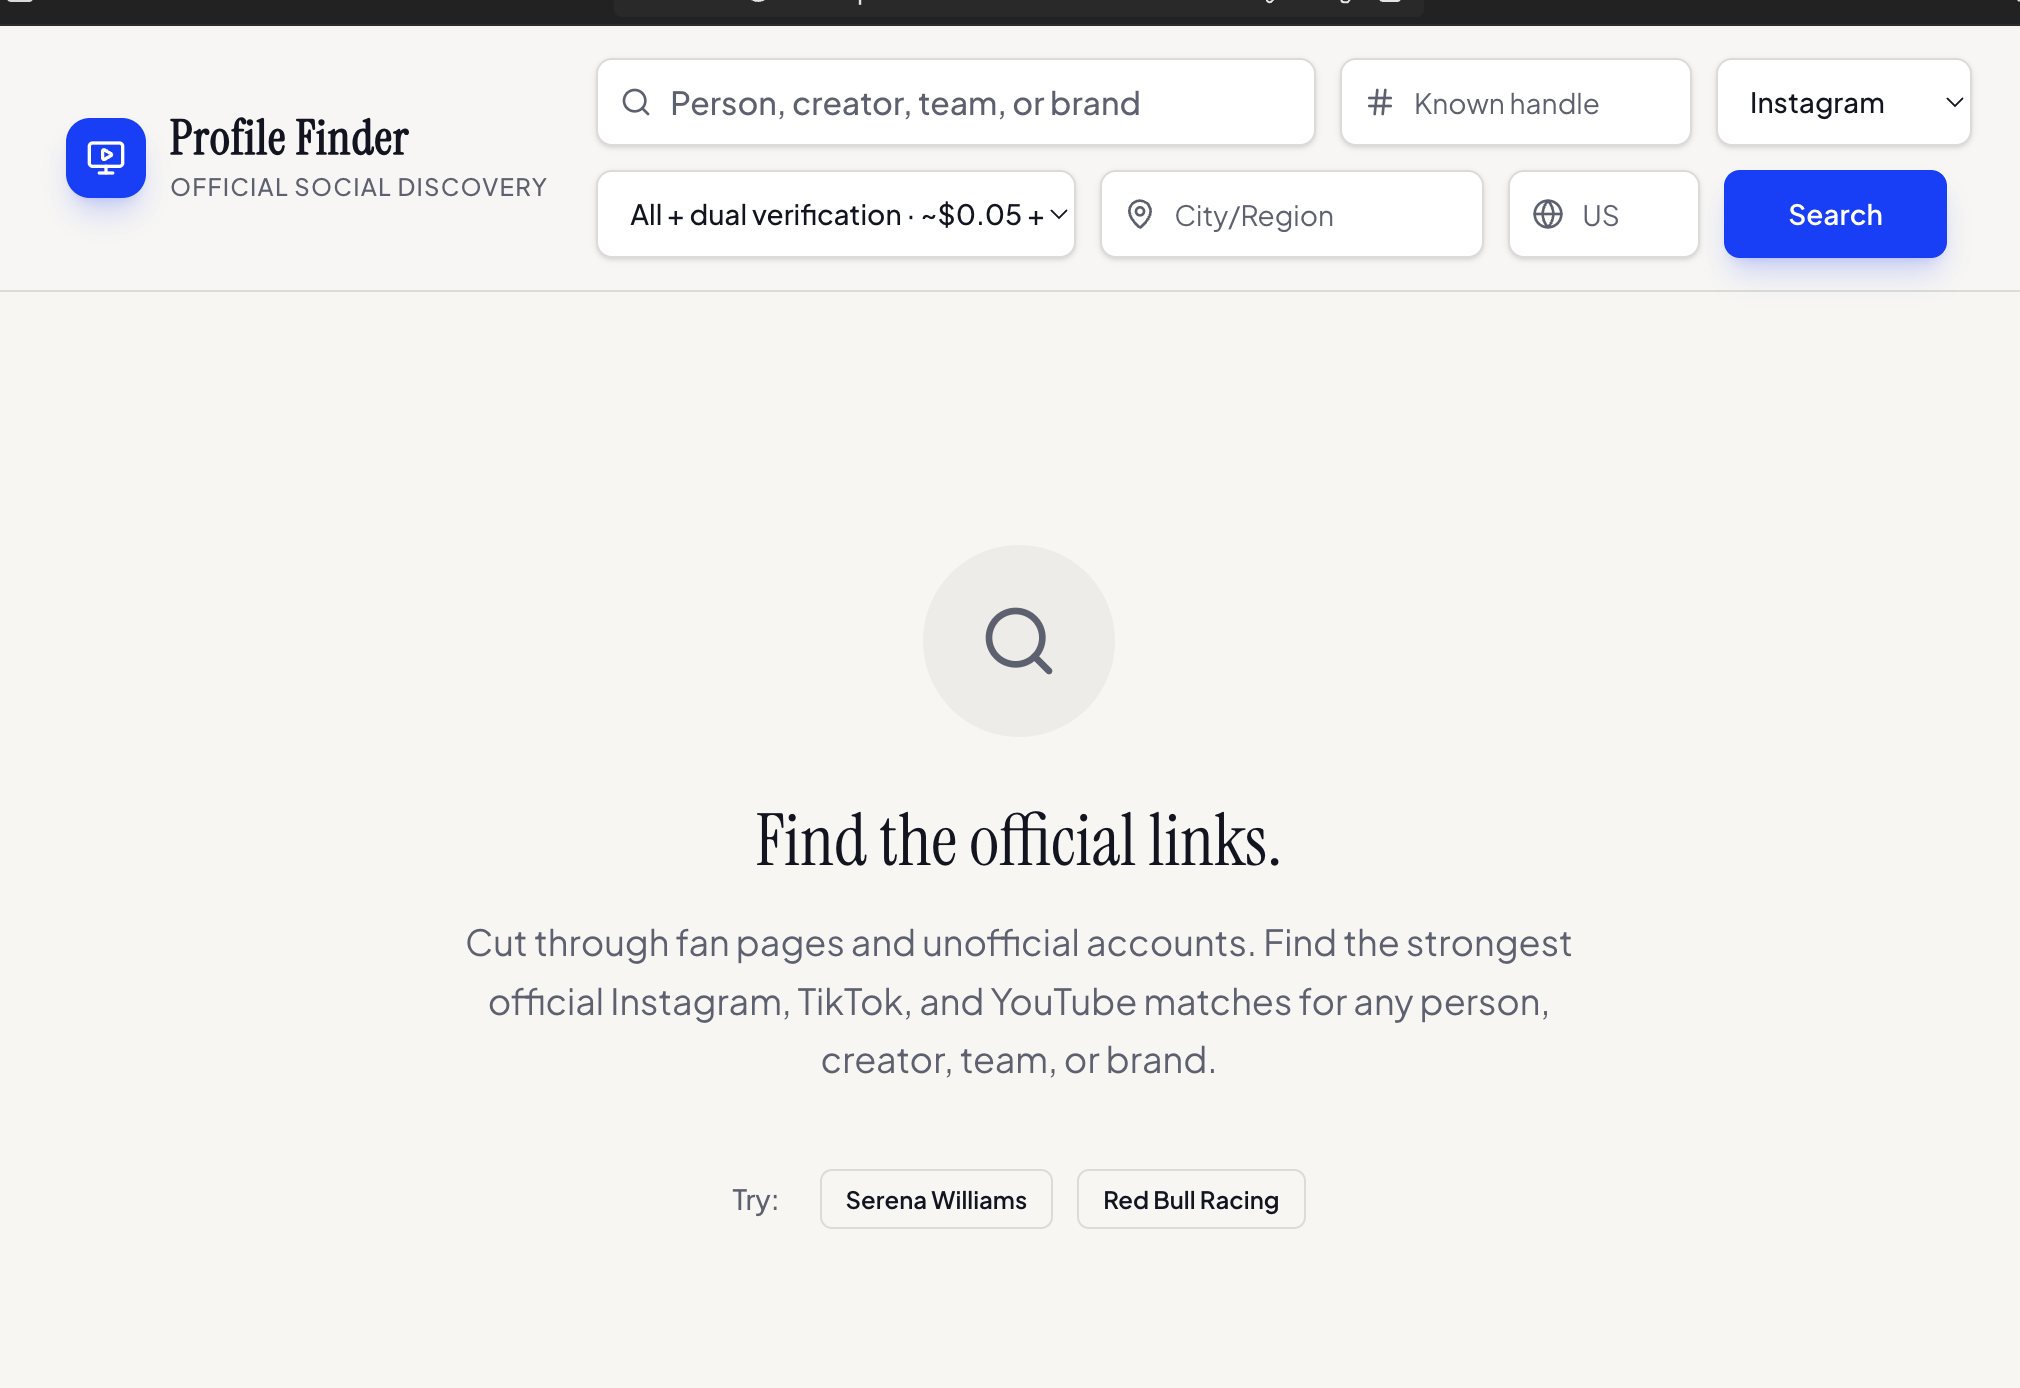 Profile Finder
OFFICIAL SOCIAL DISCOVERY
Person, creator, team, or brand
Known handle
Instagram
All + dual verification · ~$0.05 +
City/Region
US
Search
Find the official links.
Cut through fan pages and unofficial accounts. Find the strongest
official Instagram, TikTok, and YouTube matches for any person,
creator, team, or brand.
Try:
Serena Williams
Red Bull Racing